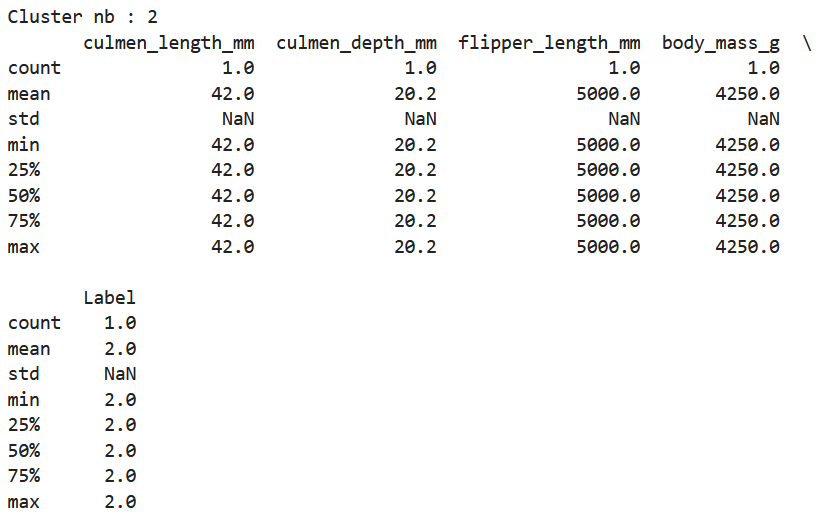 Cluster nb : 2
culmen_length_mm culmen_depth_mm flipper_length_mm body_mass_g \
count 1.0 1.0 1.0 1.0
mean 42.0 20.2 5000.0 4250.0
std NaN NaN NaN NaN
min 42.0 20.2 5000.0 4250.0
25% 42.0 20.2 5000.0 4250.0
50% 42.0 20.2 5000.0 4250.0
75% 42.0 20.2 5000.0 4250.0
max 42.0 20.2 5000.0 4250.0
Label
count 1.0
mean 2.0
std NaN
min 2.0
25% 2.0
50% 2.0
75% 2.0
max 2.0